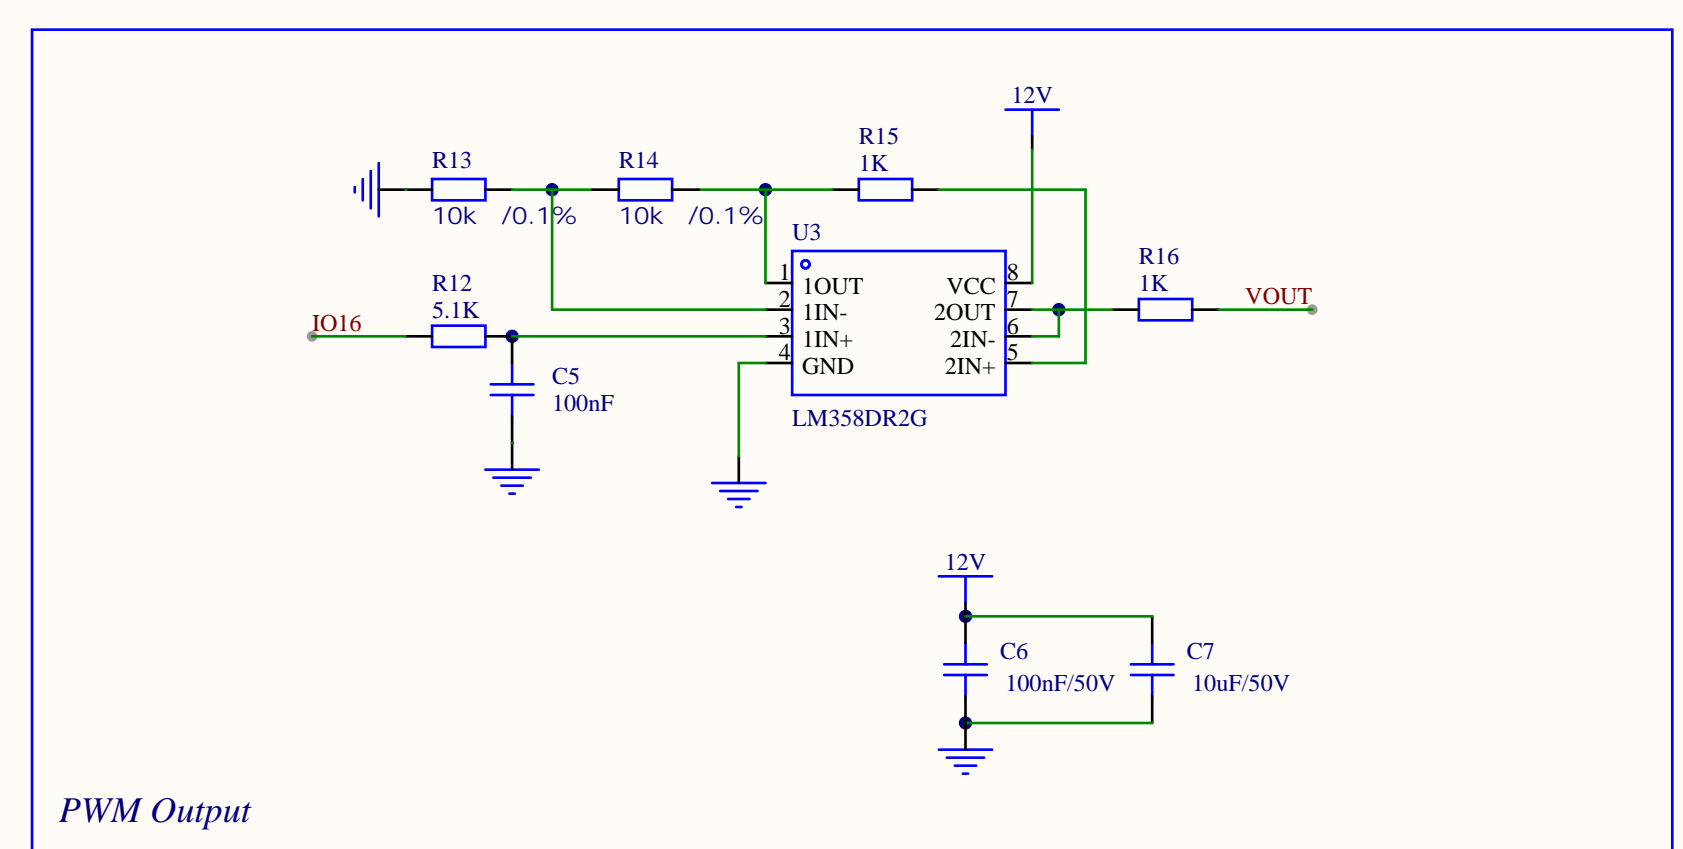 12V
R15
1K
R13
R14
10k /0.1%
10k /0.1%
U3
R16
1K
1
1OUT
VCC
8
R12
5.1K
2
1IN-
2OUT
7
VOUT
IO16
3
1IN+
2IN-
6
4
GND
2IN+
5
C5
100nF
LM358DR2G
12V
C6
100nF/50V
C7
10uF/50V
PWM Output